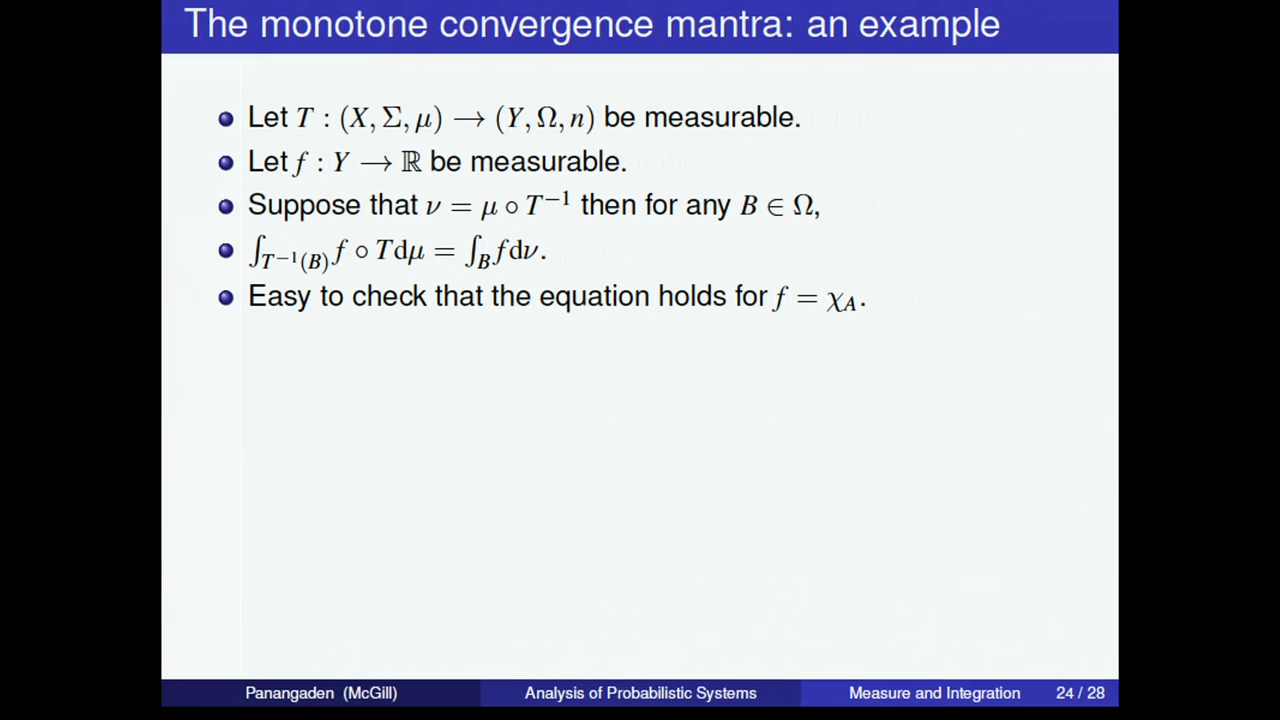 The monotone convergence mantra: an example
Let T : (X, Σ, μ) → (Y, Ω, n) be measurable.
Let f : Y → ℝ be measurable.
Suppose that ν = μ ∘ T⁻¹ then for any B ∈ Ω,
∫_{T⁻¹(B)} f ∘ Tdμ = ∫_B fdν.
Easy to check that the equation holds for f = χ_A.
Panangaden (McGill) Analysis of Probabilistic Systems Measure and Integration 24 / 28